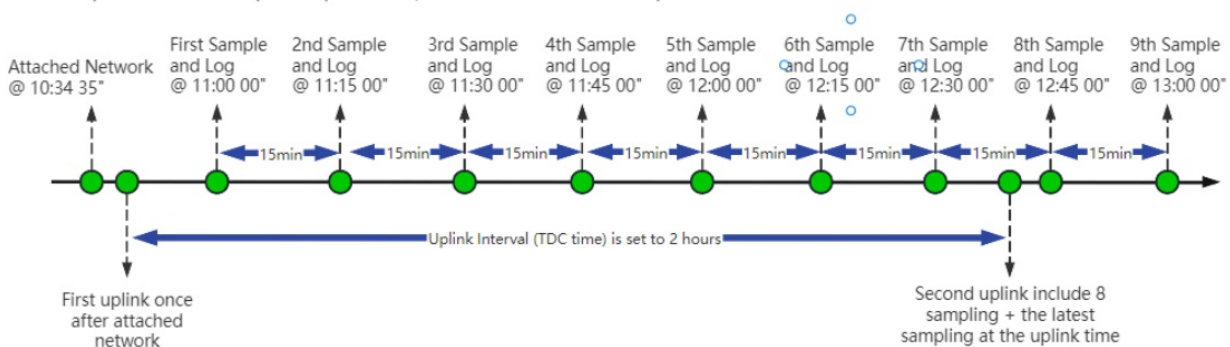 Attached Network
@ 10:34 35"
First Sample
and Log
@ 11:00 00"
2nd Sample
and Log
@ 11:15 00"
3rd Sample
and Log
@ 11:30 00"
4th Sample
and Log
@ 11:45 00"
5th Sample
and Log
@ 12:00 00"
6th Sample
and Log
@ 12:15 00"
7th Sample
and Log
@ 12:30 00"
8th Sample
and Log
@ 12:45 00"
9th Sample
and Log
@ 13:00 00"
15min
15min
15min
15min
15min
15min
15min
15min
Uplink Interval (TDC time) is set to 2 hours
First uplink once
after attached
network
Second uplink include 8
sampling + the latest
sampling at the uplink time